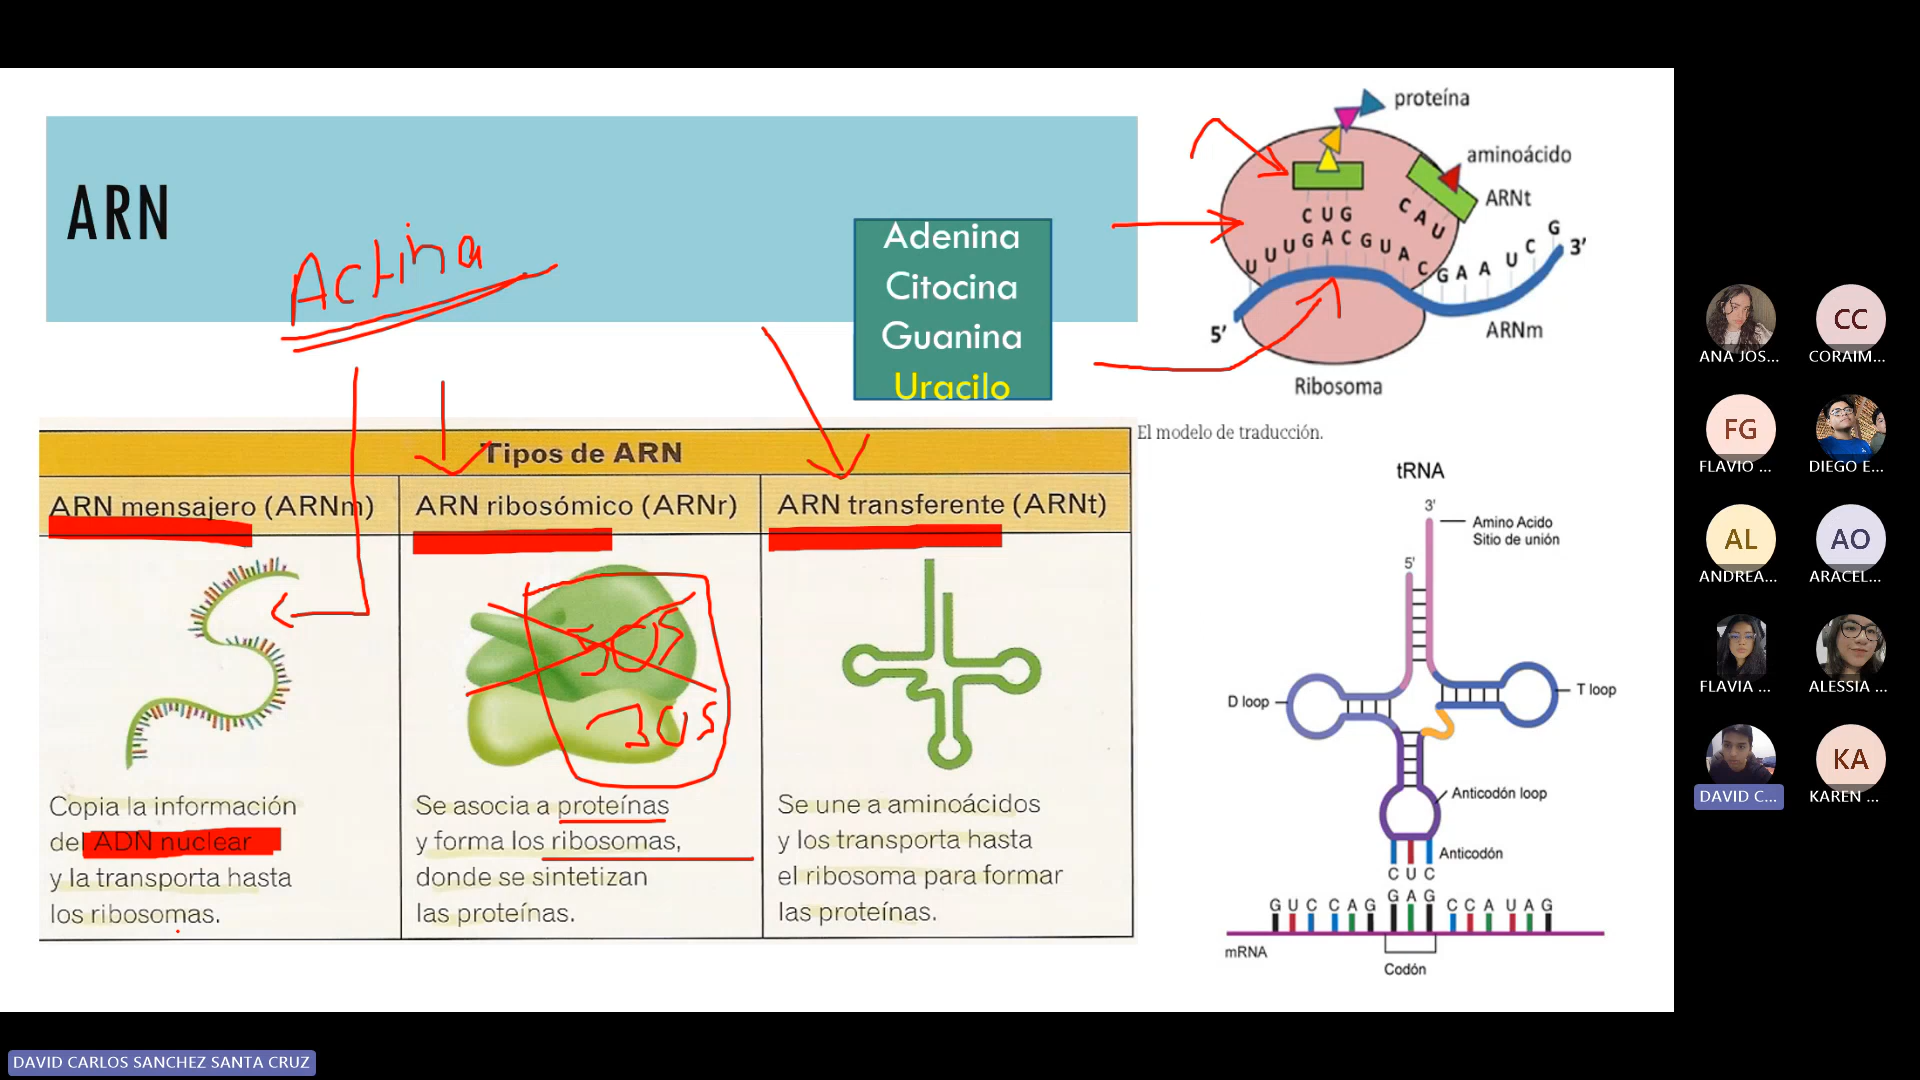 ARN
Actina
Adenina
Citocina
Guanina
Uracilo
proteína
aminoácido
ARNt
C U G
C A U
U U U G A C G U A C G A A U C G
3’
5’
ARNm
Ribosoma
El modelo de traducción.
Tipos de ARN
ARN mensajero (ARNm)
ARN ribosómico (ARNr)
ARN transferente (ARNt)
50S
30S
Copia la información
del ADN nuclear
y la transporta hasta
los ribosomas.
Se asocia a proteínas
y forma los ribosomas,
donde se sintetizan
las proteínas.
Se une a aminoácidos
y los transporta hasta
el ribosoma para formar
las proteínas.
tRNA
3'
Amino Acido
Sitio de unión
5'
D loop
T loop
Anticodón loop
Anticodón
C U C
G U C C A G G A G C C A U A G
mRNA
Codón
ANA JOS...
CC
CORAIM...
FG
FLAVIO ...
DIEGO E...
AL
ANDREA...
AO
ARACEL...
FLAVIA ...
ALESSIA ...
DAVID C...
KA
KAREN ...
DAVID CARLOS SANCHEZ SANTA CRUZ